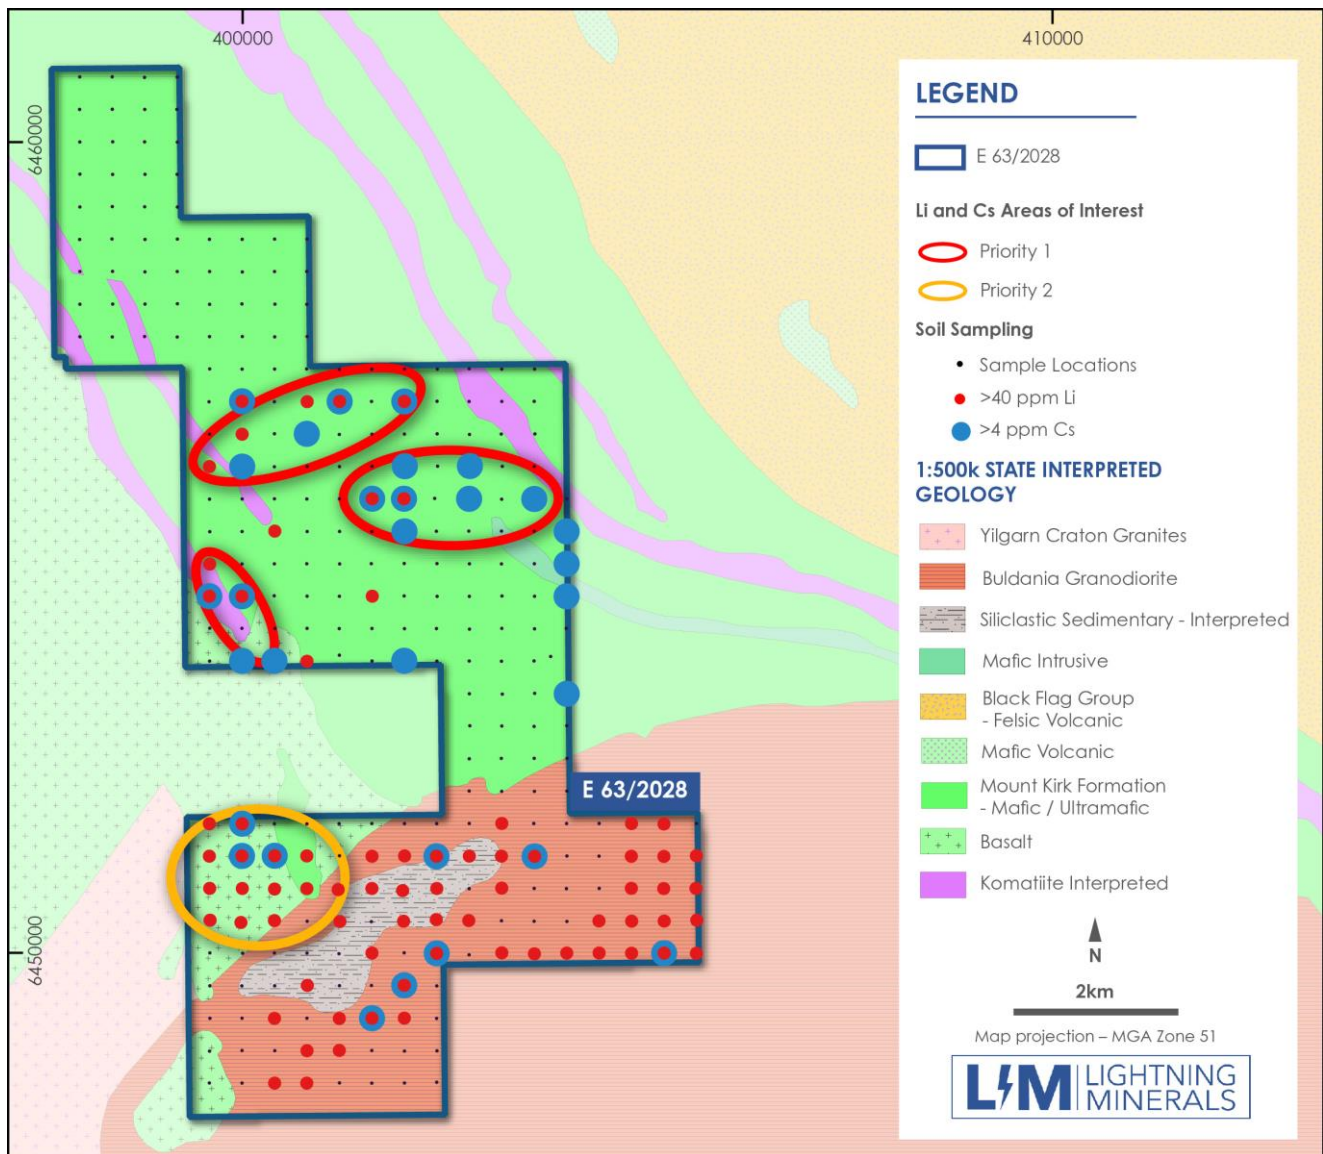 400000
410000
6460000
6450000
E 63/2028
LEGEND
E 63/2028
Li and Cs Areas of Interest
Priority 1
Priority 2
Soil Sampling
Sample Locations
>40 ppm Li
>4 ppm Cs
1:500k STATE INTERPRETED
GEOLOGY
Yilgarn Craton Granites
Buldania Granodiorite
Siliclastic Sedimentary - Interpreted
Mafic Intrusive
Black Flag Group
- Felsic Volcanic
Mafic Volcanic
Mount Kirk Formation
- Mafic / Ultramafic
Basalt
Komatiite Interpreted
N
2km
Map projection – MGA Zone 51
LM LIGHTNING
MINERALS